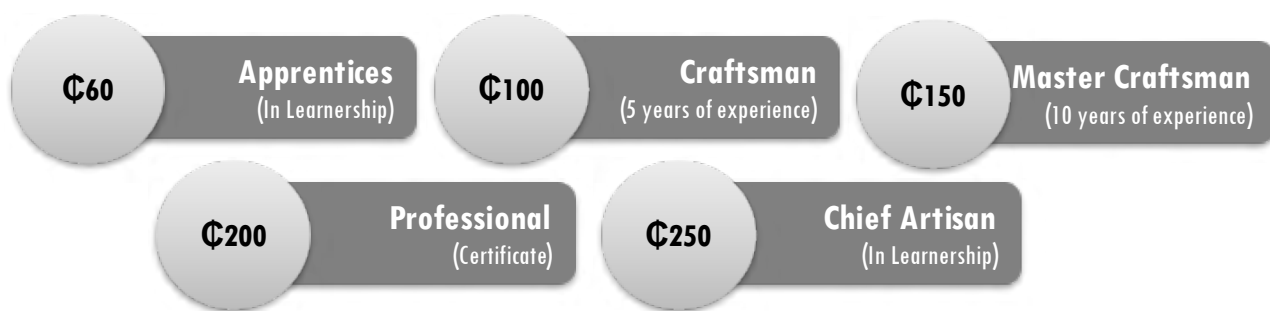 ₵60
Apprentices
(In Learnership)
₵100
Craftsman
(5 years of experience)
₵150
Master Craftsman
(10 years of experience)
₵200
Professional
(Certificate)
₵250
Chief Artisan
(In Learnership)